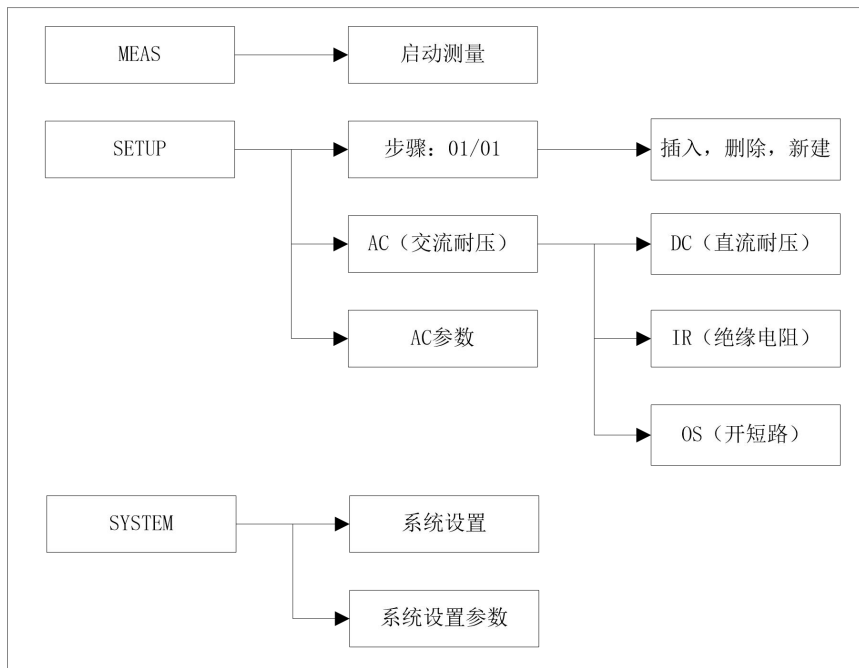 MEAS
启动测量
SETUP
步骤：01/01
插入，删除，新建
AC（交流耐压）
DC（直流耐压）
AC参数
IR（绝缘电阻）
OS（开短路）
SYSTEM
系统设置
系统设置参数